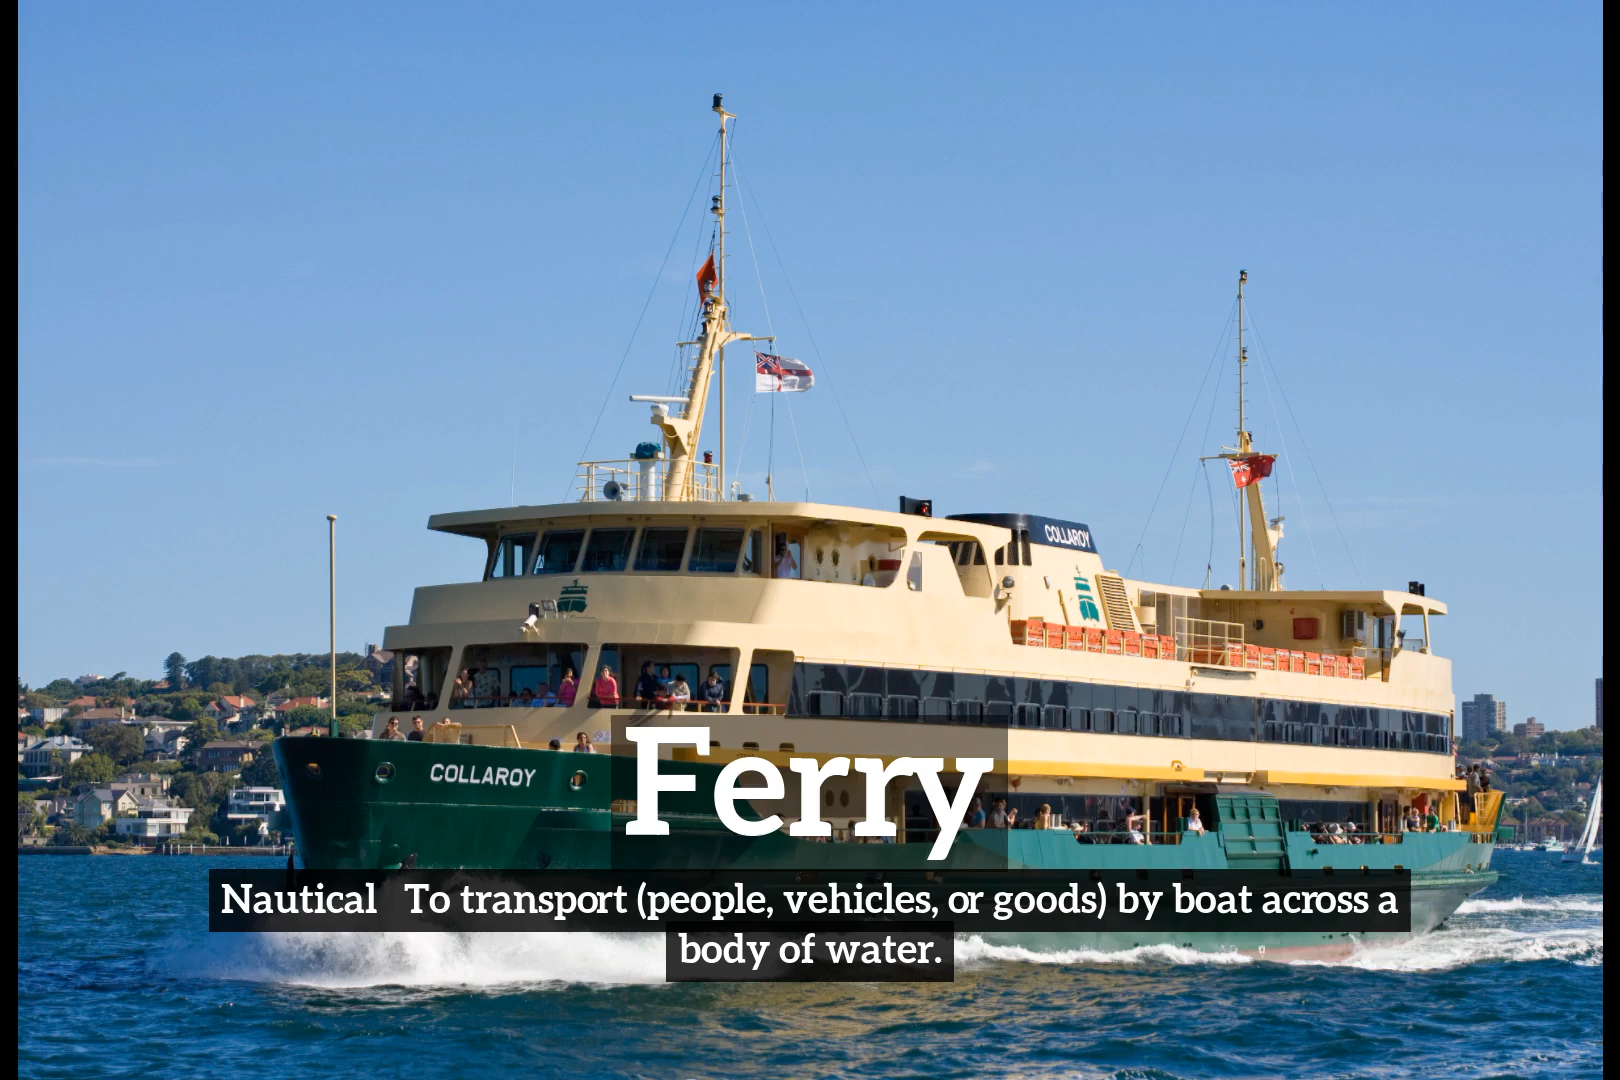 COLLAROY
COLLAROY
Ferry
Nautical To transport (people, vehicles, or goods) by boat across a
body of water.